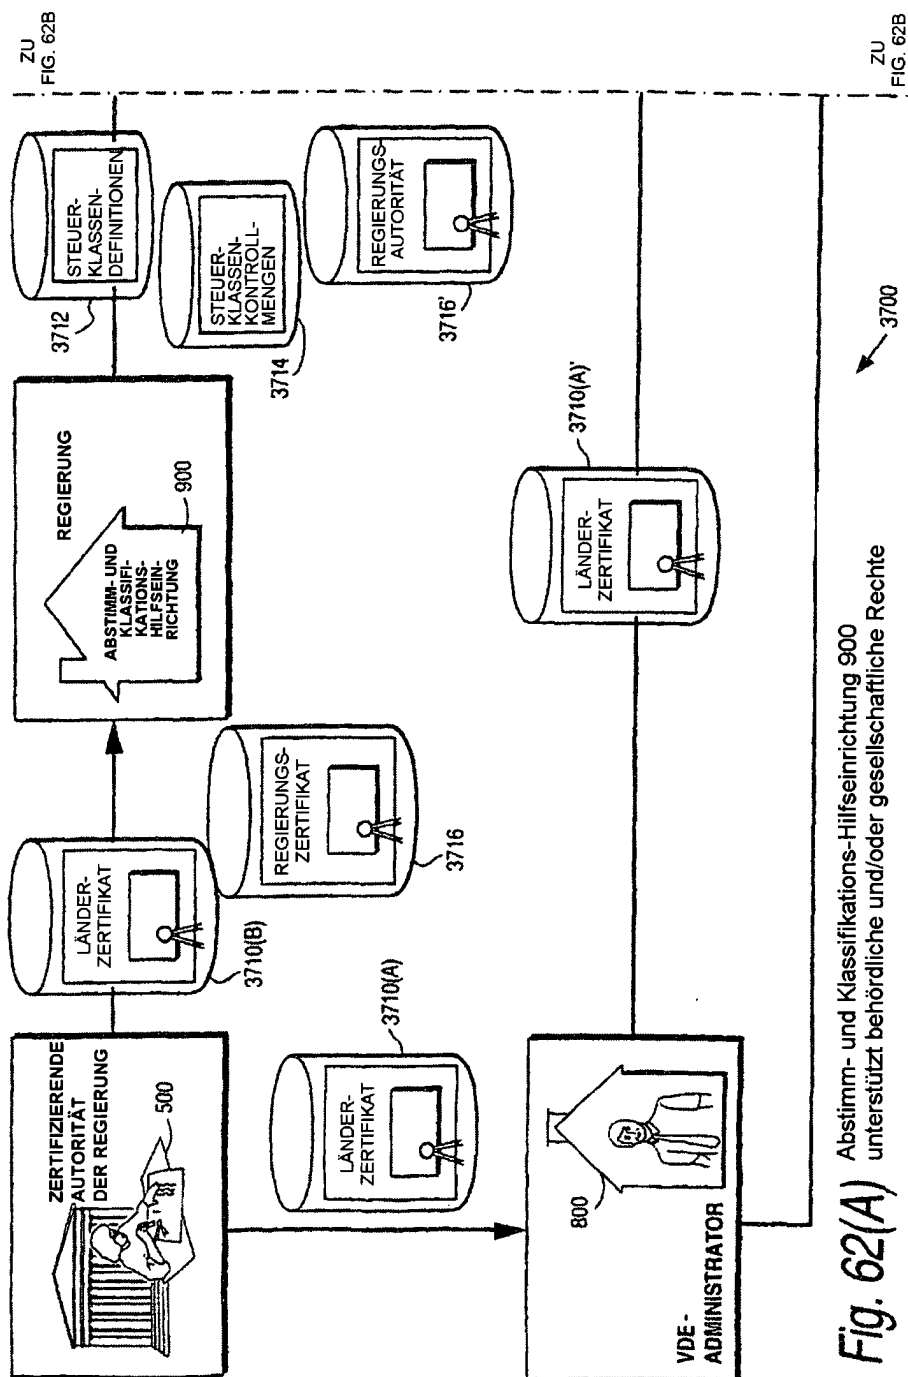 ZERTIFIZIERENDE
AUTORITÄT
DER REGIERUNG
500
LÄNDER-
ZERTIFIKAT
3710(B)
REGIERUNGS-
ZERTIFIKAT
3716
REGIERUNG
ABSTIMM- UND
KLASSIFI-
KATIONS-
HILFSEIN-
RICHTUNG
900
STEUER-
KLASSEN-
DEFINITIONEN
3712
STEUER-
KLASSEN-
KONTROLL-
MENGEN
3714
REGIERUNGS-
AUTORITÄT
3716'
ZU
FIG. 62B
LÄNDER-
ZERTIFIKAT
3710(A)
VDE-
ADMINISTRATOR
800
LÄNDER-
ZERTIFIKAT
3710(A)'
3700
ZU
FIG. 62B
Fig. 62(A) Abstimm- und Klassifikations-Hilfseinrichtung 900
unterstützt behördliche und/oder gesellschaftliche Rechte